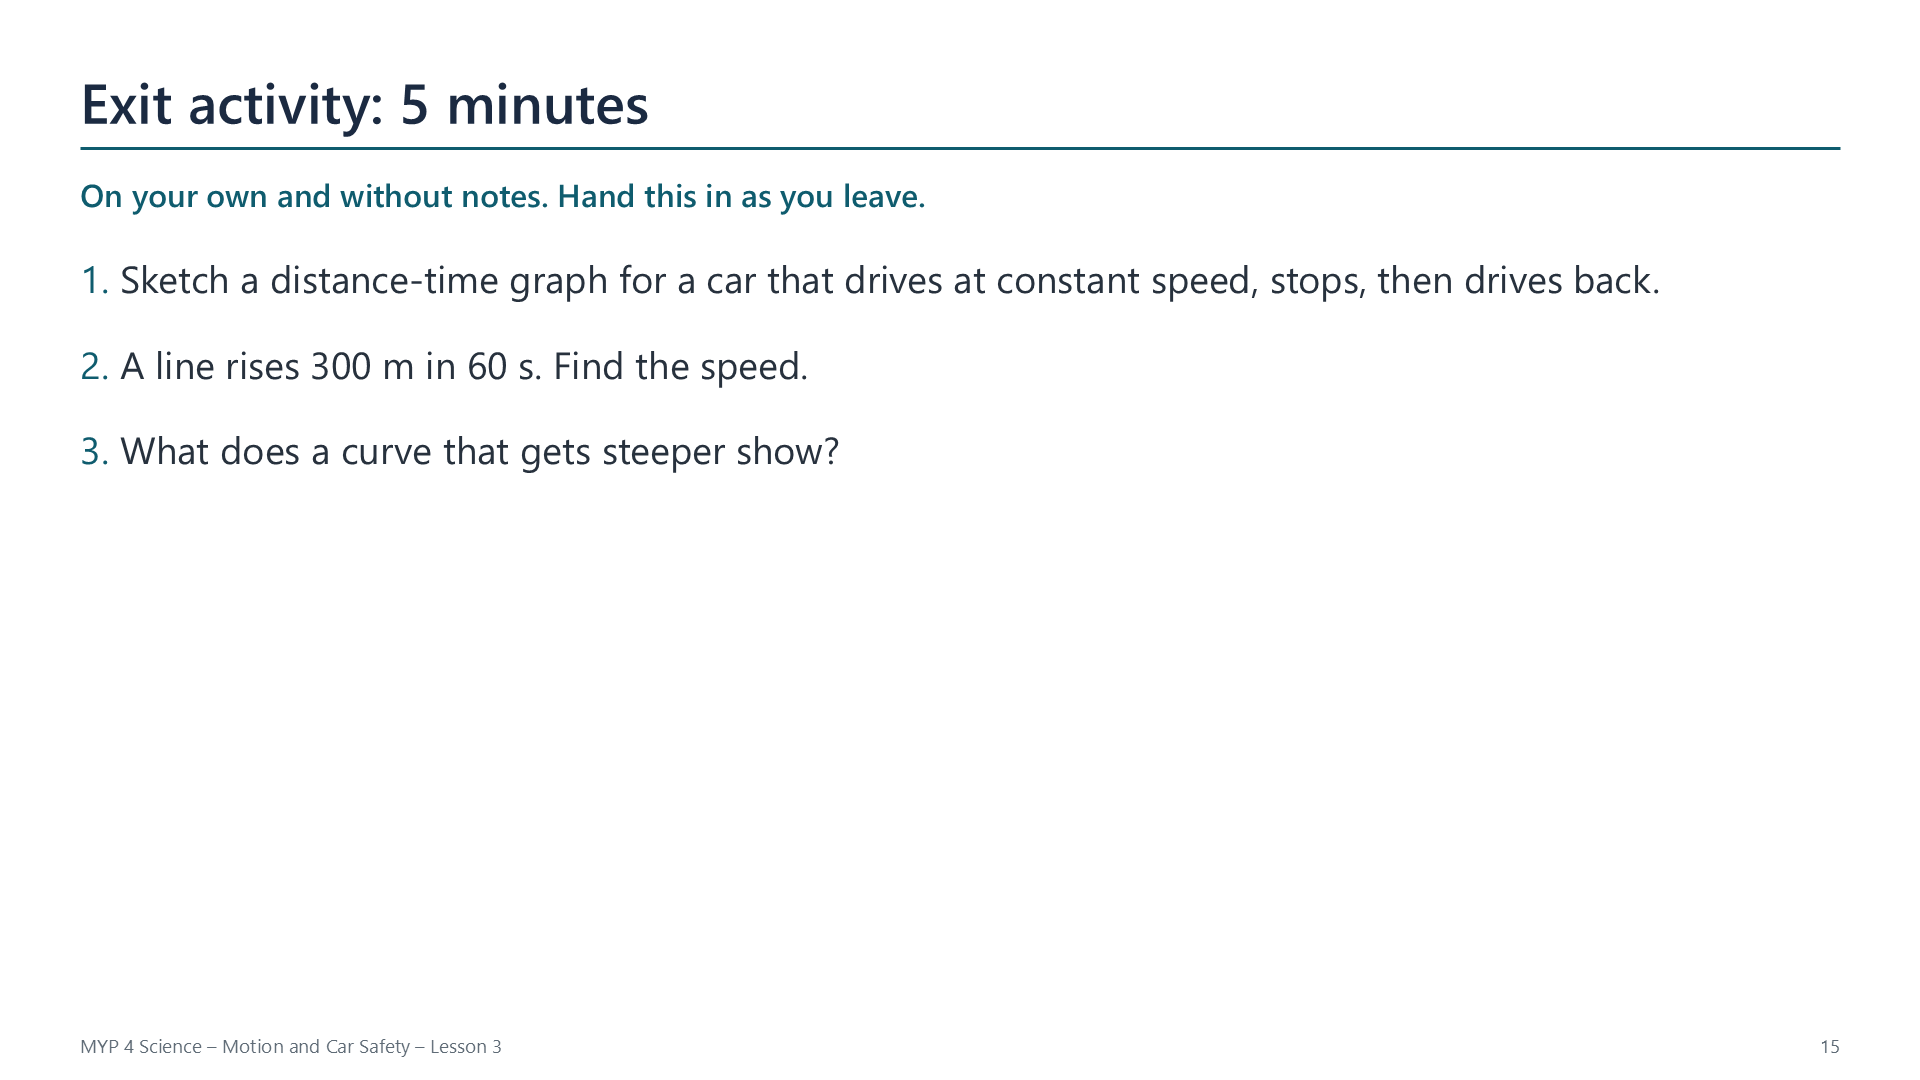 Exit activity: 5 minutes
On your own and without notes. Hand this in as you leave.
1. Sketch a distance-time graph for a car that drives at constant speed, stops, then drives back.
2. A line rises 300 m in 60 s. Find the speed.
3. What does a curve that gets steeper show?
MYP 4 Science – Motion and Car Safety – Lesson 3
15